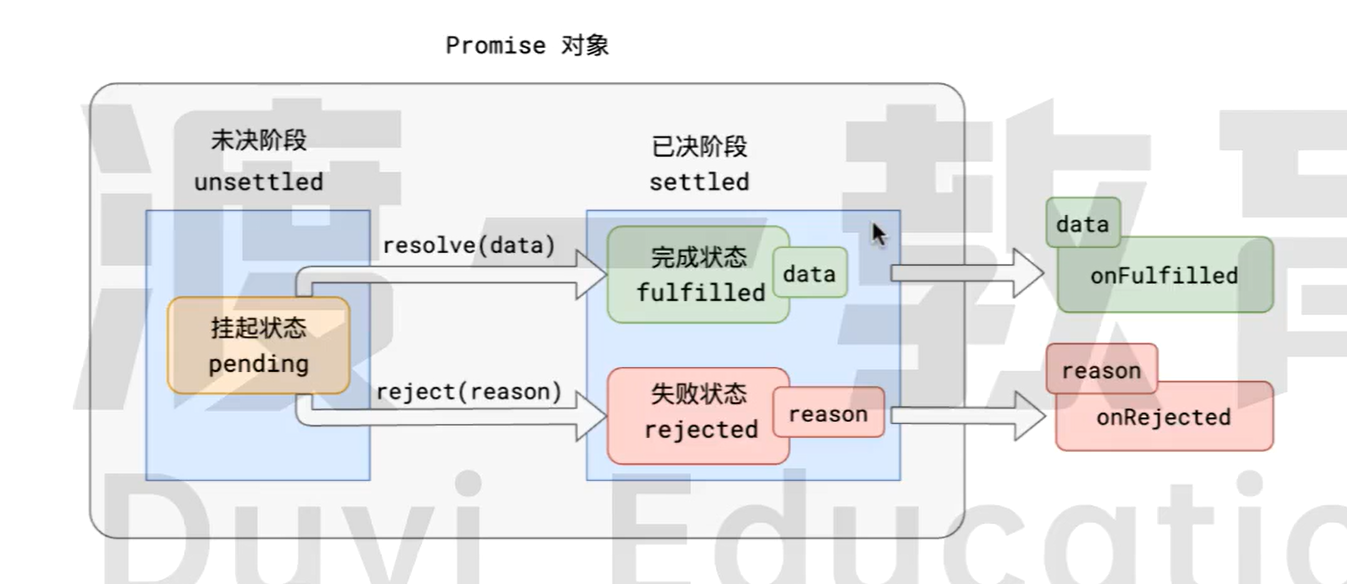 Promise 对象
未决阶段
unsettled
已决阶段
settled
resolve(data)
挂起状态
pending
reject(reason)
完成状态
fulfilled
data
失败状态
rejected
reason
data
onFulfilled
reason
onRejected
渡一教育
Duyi Educatio